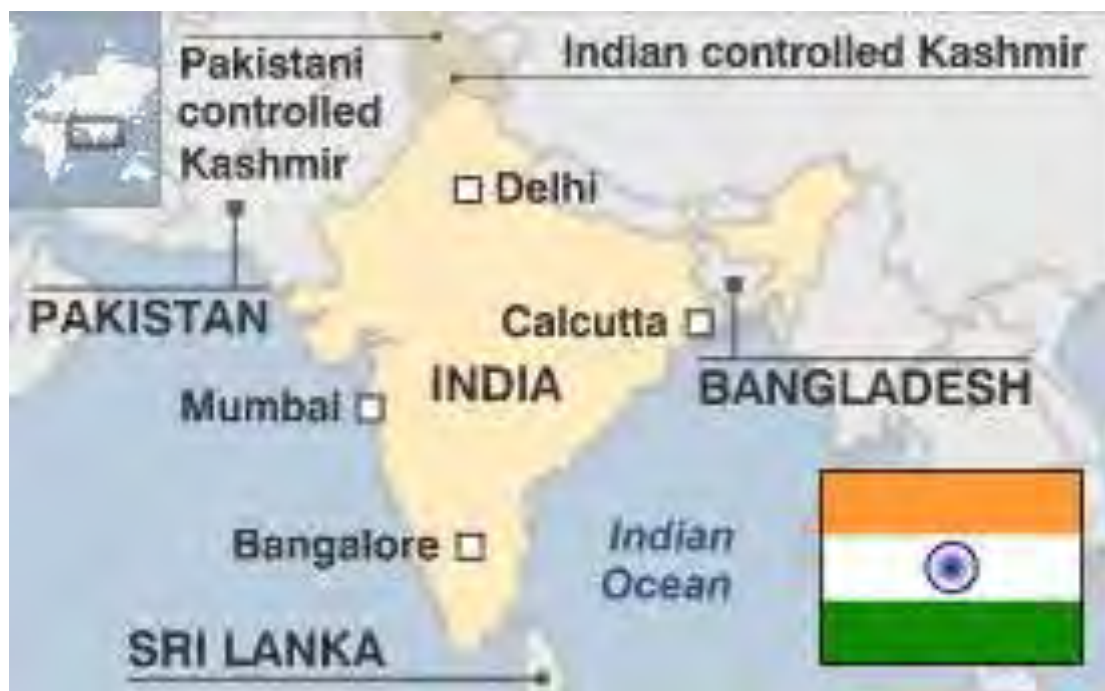 Pakistani
controlled
Kashmir
Indian controlled Kashmir
Delhi
PAKISTAN
Calcutta
INDIA
BANGLADESH
Mumbai
Bangalore
Indian
Ocean
SRI LANKA